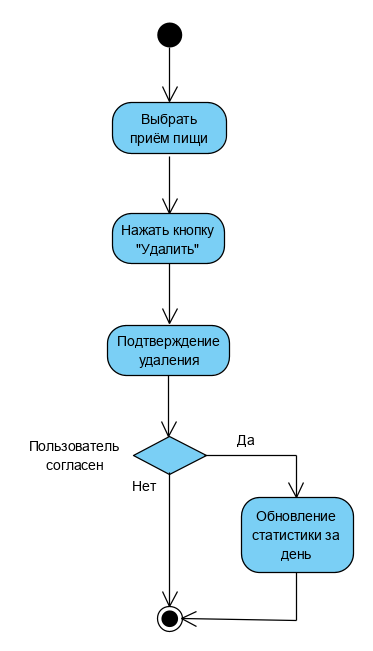 Выбрать
приём пищи
Нажать кнопку
"Удалить"
Подтверждение
удаления
Пользователь
согласен
Да
Нет
Обновление
статистики за
день